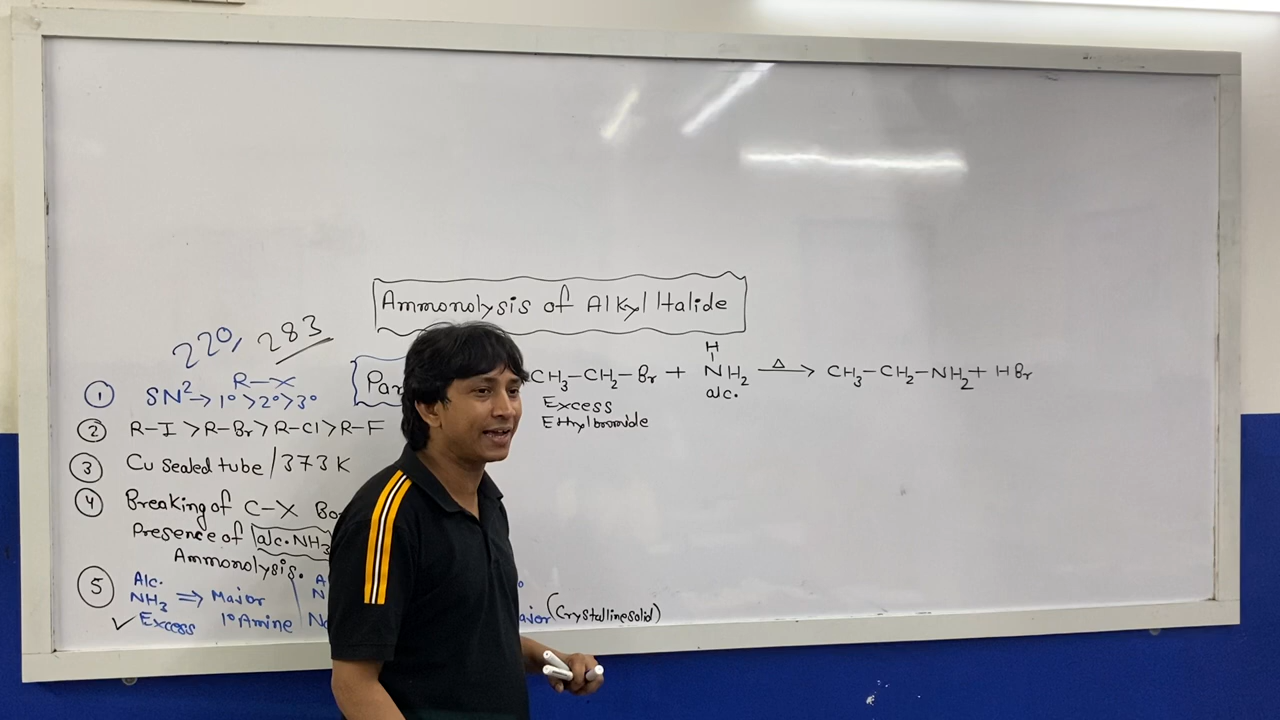 Ammonolysis of Alkyl Halide
220, 283
① SN² → 1° > 2° > 3°
R-X
② R-I > R-Br > R-Cl > R-F
③ Cu sealed tube / 373 K
④ Breaking of C-X
Presence of alc. NH₃
Ammonolysis.
⑤ Alc. NH₃ ⇒ Major
✓ Excess 1° Amine
(Crystalline solid)
CH₃-CH₂-Br + H-NH₂ —Δ→ CH₃-CH₂-NH₂ + HBr
Excess alc.
Ethylbromide